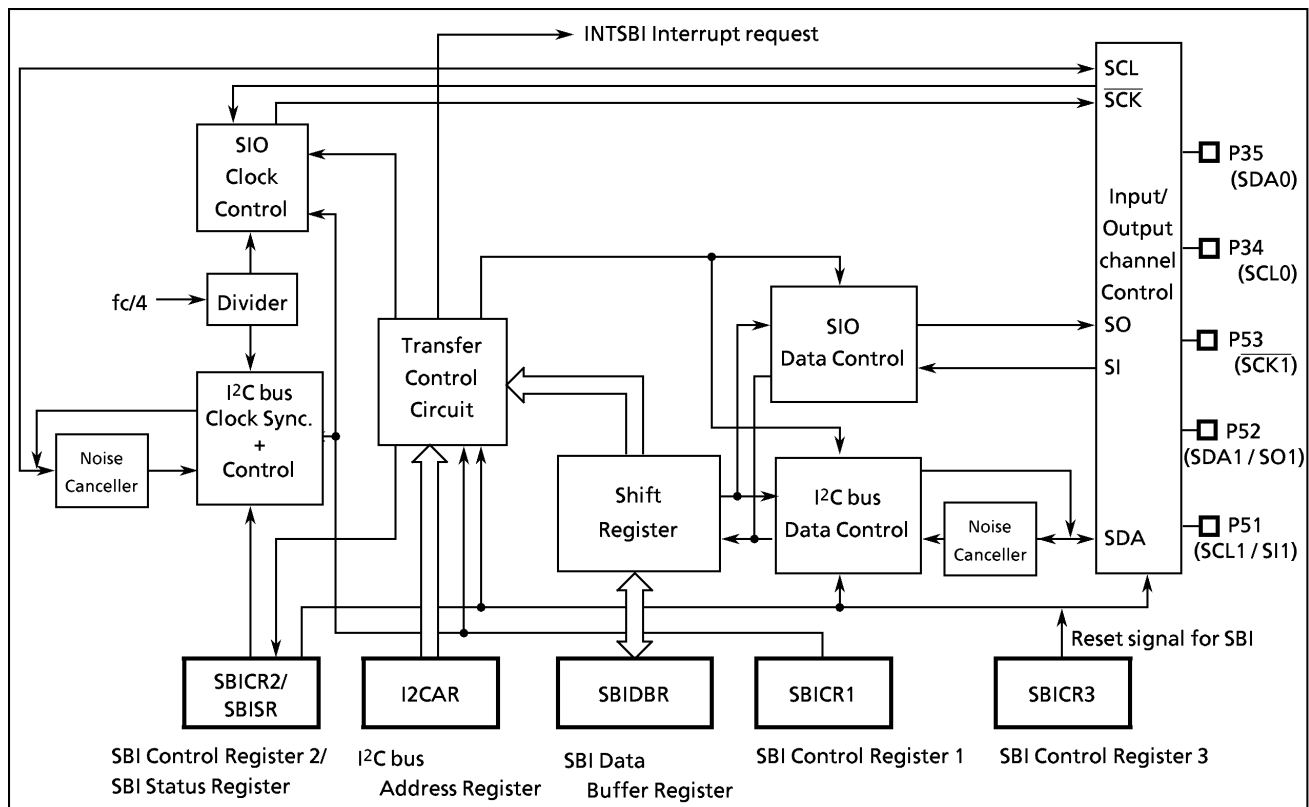 INTSBI Interrupt request
SCL
SCK
SIO
Clock
Control
P35
(SDA0)
Input/
Output
channel
Control
P34
(SCL0)
fc/4
Divider
SIO
Data Control
SO
SI
P53
(SCK1)
Transfer
Control
Circuit
I²C bus
Clock Sync.
+
Control
Noise
Canceller
P52
(SDA1 / SO1)
Shift
Register
I²C bus
Data Control
Noise
Canceller
SDA
P51
(SCL1 / SI1)
Reset signal for SBI
SBICR2/
SBISR
I2CAR
SBIDBR
SBICR1
SBICR3
SBI Control Register 2/
SBI Status Register
I²C bus
Address Register
SBI Data
Buffer Register
SBI Control Register 1
SBI Control Register 3